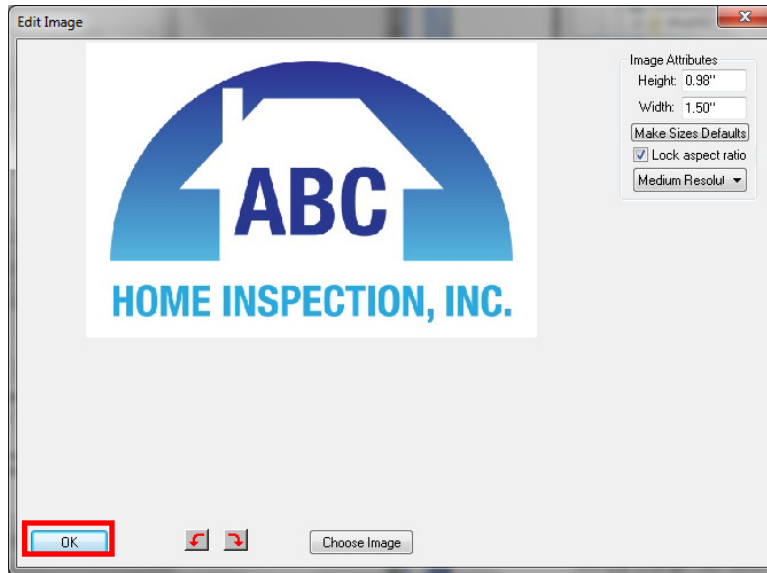 Edit Image
Image Attributes
Height: 0.98"
Width: 1.50"
Make Sizes Defaults
Lock aspect ratio
Medium Resolut
ABC
HOME INSPECTION, INC.
OK
Choose Image